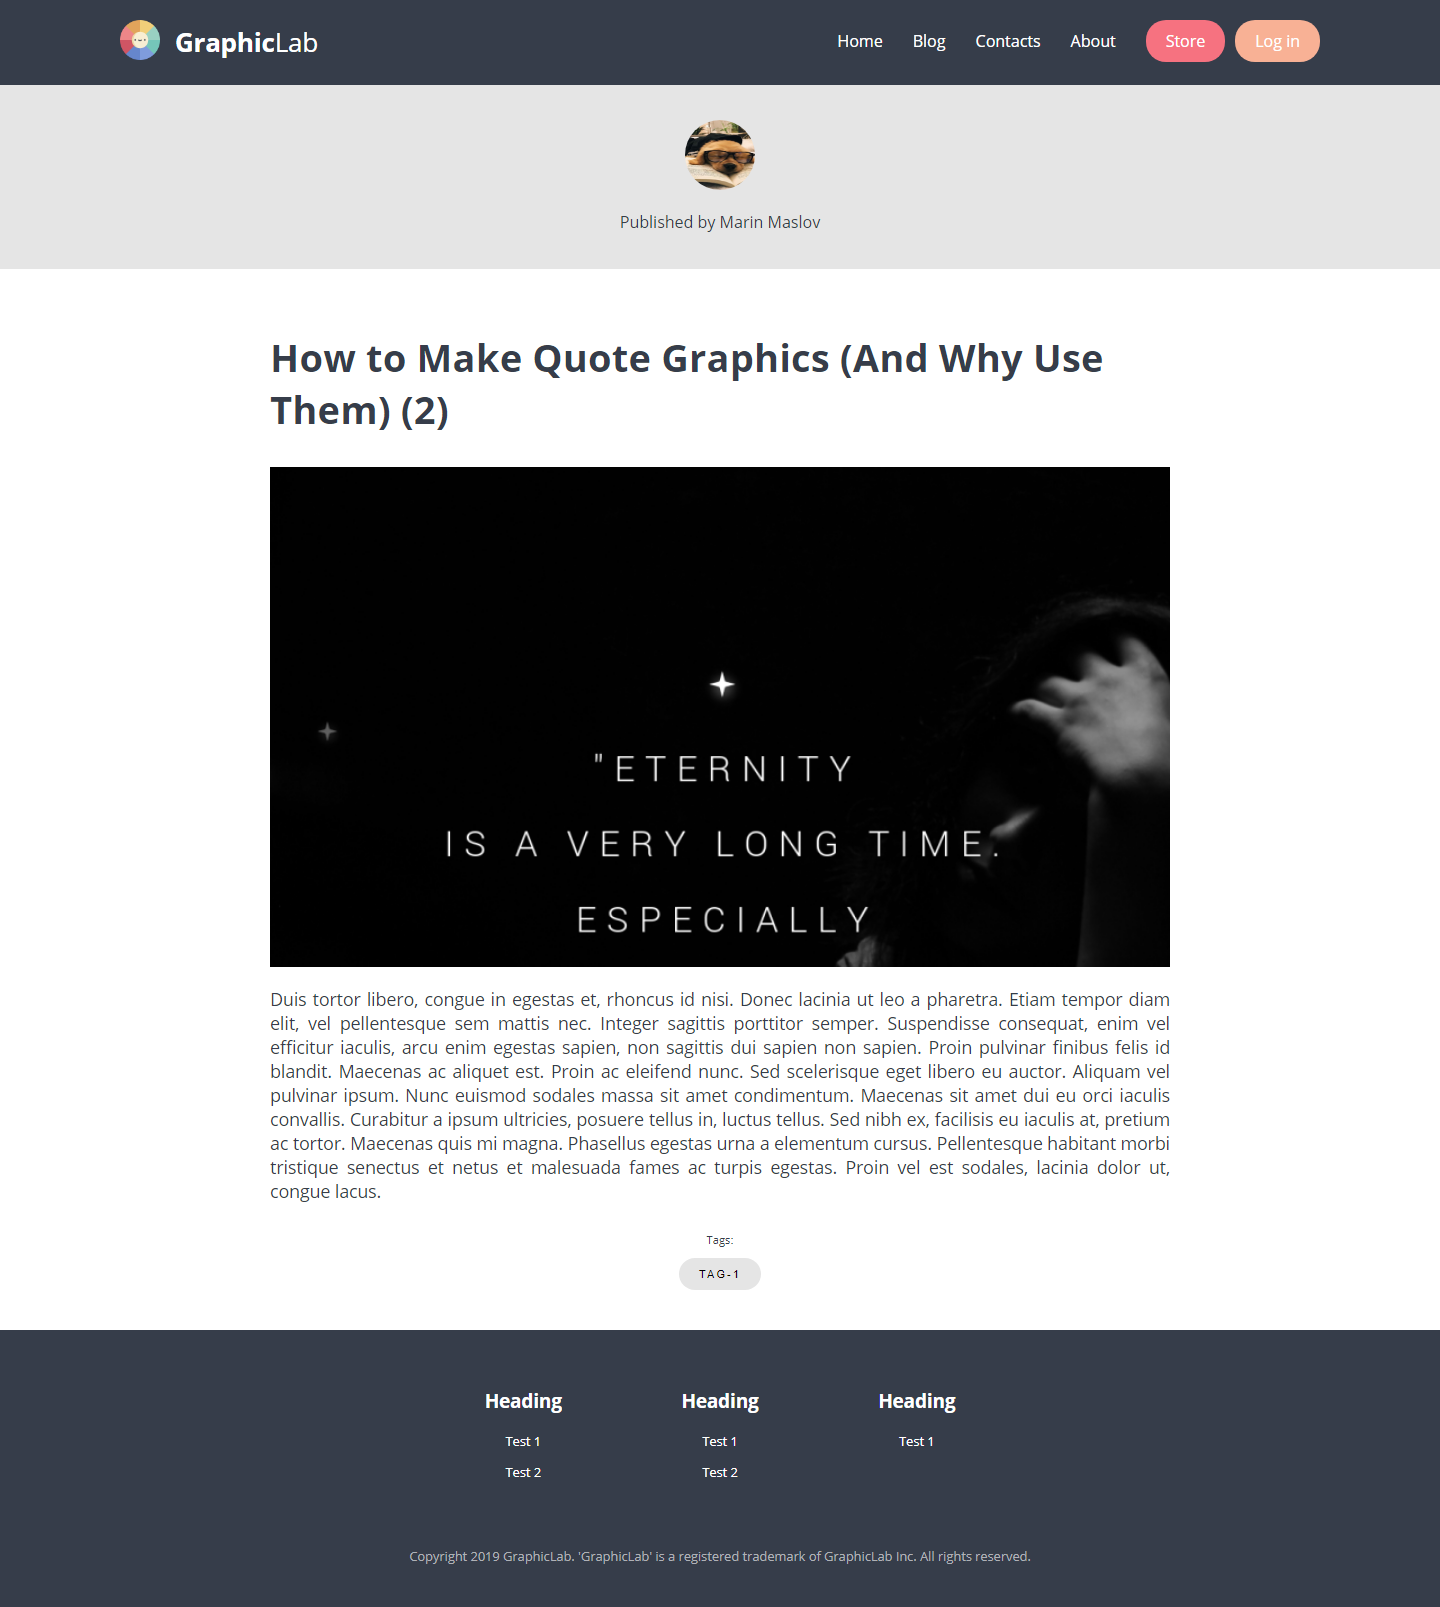 GraphicLab
Home Blog Contacts About Store Log in
Published by Marin Maslov
How to Make Quote Graphics (And Why Use
Them) (2)
"ETERNITY
IS A VERY LONG TIME.
ESPECIALLY
Duis tortor libero, congue in egestas et, rhoncus id nisi. Donec lacinia ut leo a pharetra. Etiam tempor diam
elit, vel pellentesque sem mattis nec. Integer sagittis porttitor semper. Suspendisse consequat, enim vel
efficitur iaculis, arcu enim egestas sapien, non sagittis dui sapien non sapien. Proin pulvinar finibus felis id
blandit. Maecenas ac aliquet est. Proin ac eleifend nunc. Sed scelerisque eget libero eu auctor. Aliquam vel
pulvinar ipsum. Nunc euismod sodales massa sit amet condimentum. Maecenas sit amet dui eu orci iaculis
convallis. Curabitur a ipsum ultricies, posuere tellus in, luctus tellus. Sed nibh ex, facilisis eu iaculis at, pretium
ac tortor. Maecenas quis mi magna. Phasellus egestas urna a elementum cursus. Pellentesque habitant morbi
tristique senectus et netus et malesuada fames ac turpis egestas. Proin vel est sodales, lacinia dolor ut,
congue lacus.
Tags:
TAG-1
Heading Heading Heading
Test 1 Test 1 Test 1
Test 2 Test 2
Copyright 2019 GraphicLab. 'GraphicLab' is a registered trademark of GraphicLab Inc. All rights reserved.